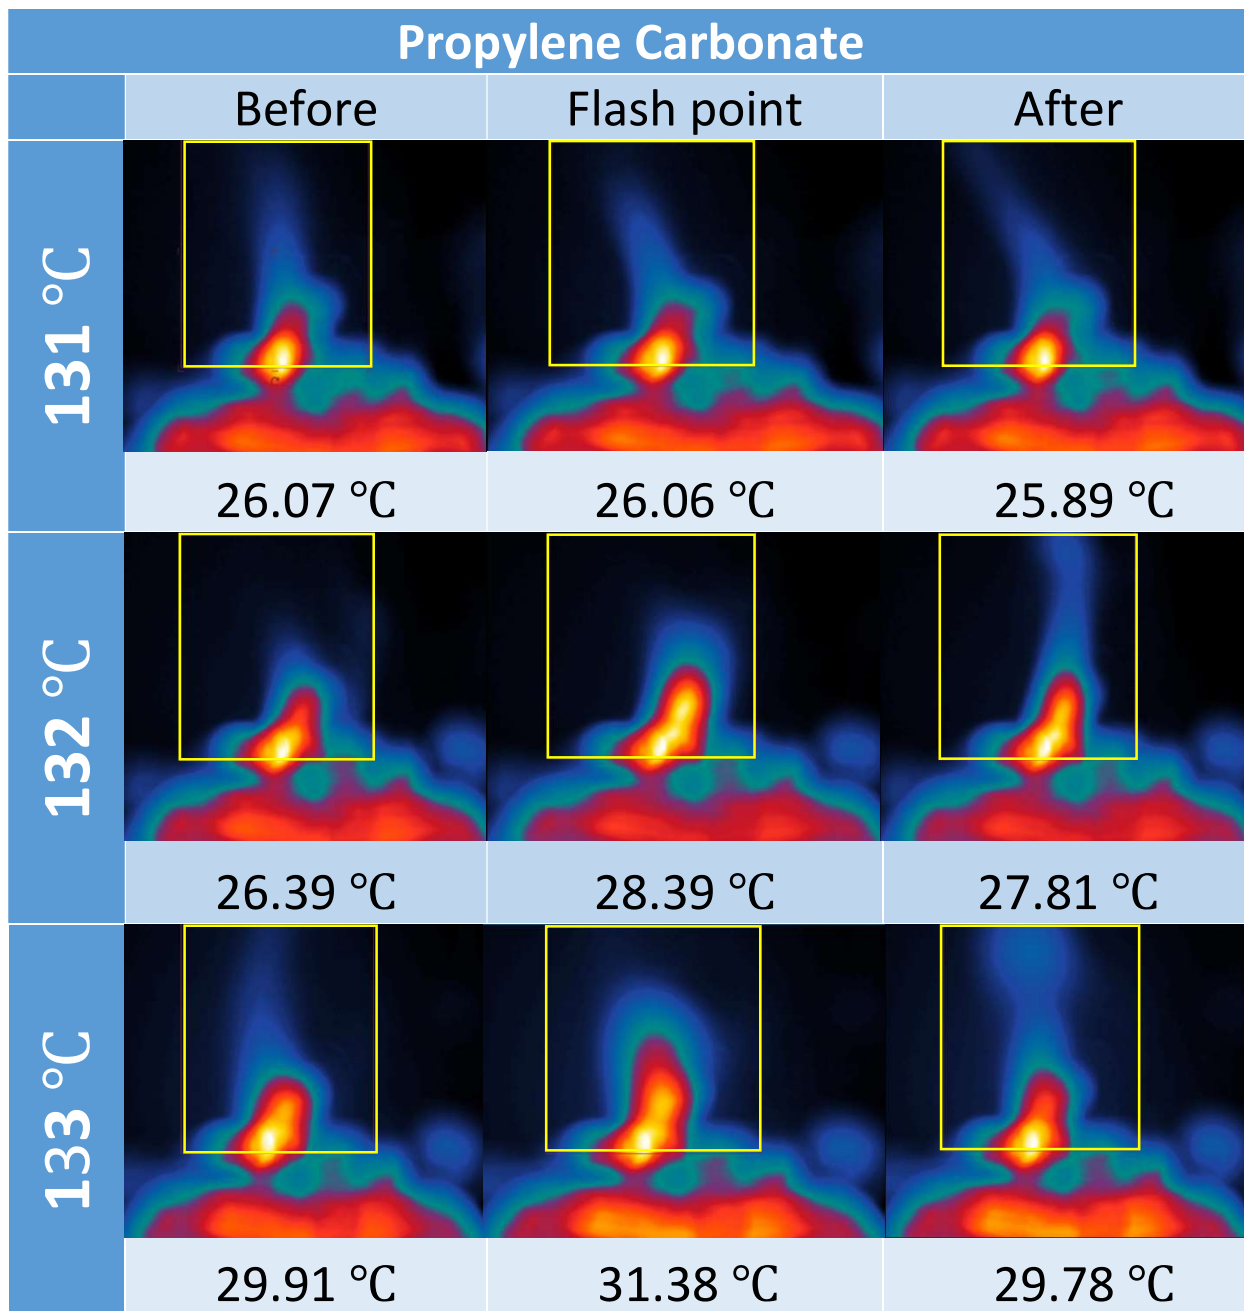 Propylene Carbonate
Before Flash point After
131 °C
26.07 ℃ 26.06 ℃ 25.89 ℃
132 °C
26.39 ℃ 28.39 ℃ 27.81 ℃
133 °C
29.91 ℃ 31.38 ℃ 29.78 ℃